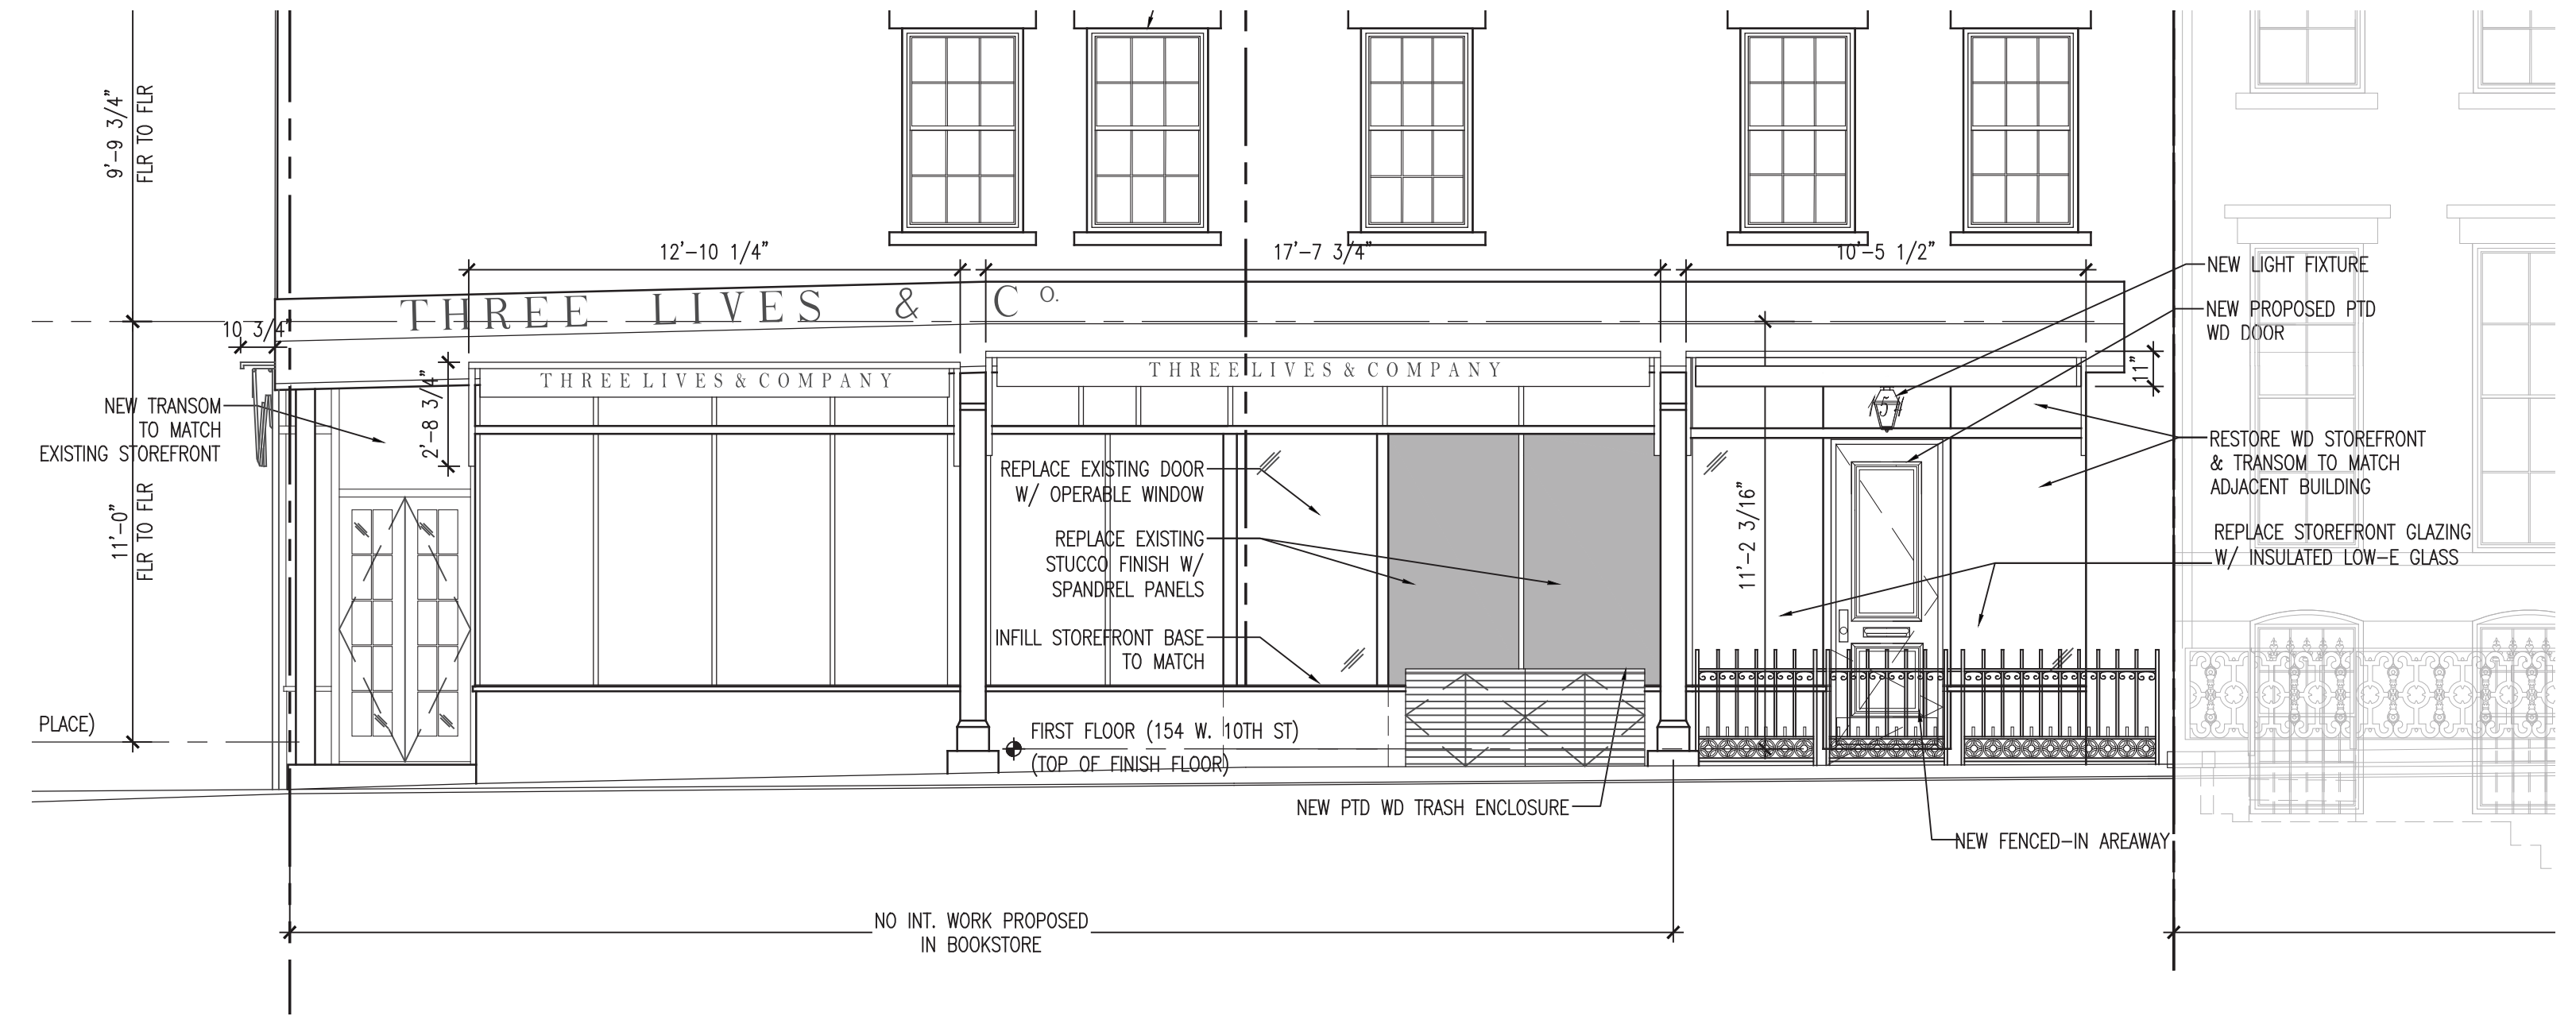 9'-9 3/4"
FLR TO FLR
12'-10 1/4"
17'-7 3/4"
10'-5 1/2"
NEW LIGHT FIXTURE
NEW PROPOSED PTD
WD DOOR
THREE LIVES & CO.
10 3/4"
11"
THREE LIVES & COMPANY
THREE LIVES & COMPANY
154
NEW TRANSOM
TO MATCH
EXISTING STOREFRONT
2'-8 3/4"
RESTORE WD STOREFRONT
& TRANSOM TO MATCH
ADJACENT BUILDING
REPLACE EXISTING DOOR
W/ OPERABLE WINDOW
11'-0"
FLR TO FLR
11'-2 3/16"
REPLACE STOREFRONT GLAZING
W/ INSULATED LOW-E GLASS
REPLACE EXISTING
STUCCO FINISH W/
SPANDREL PANELS
INFILL STOREFRONT BASE
TO MATCH
PLACE)
FIRST FLOOR (154 W. 10TH ST)
(TOP OF FINISH FLOOR)
NEW PTD WD TRASH ENCLOSURE
NEW FENCED-IN AREAWAY
NO INT. WORK PROPOSED
IN BOOKSTORE